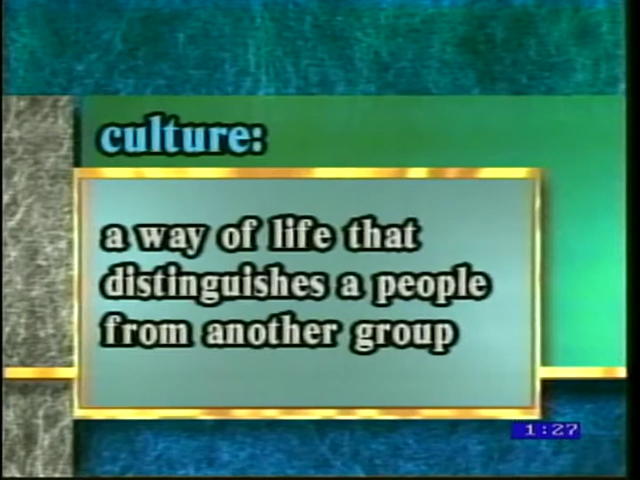 culture:
a way of life that
distinguishes a people
from another group
1:27